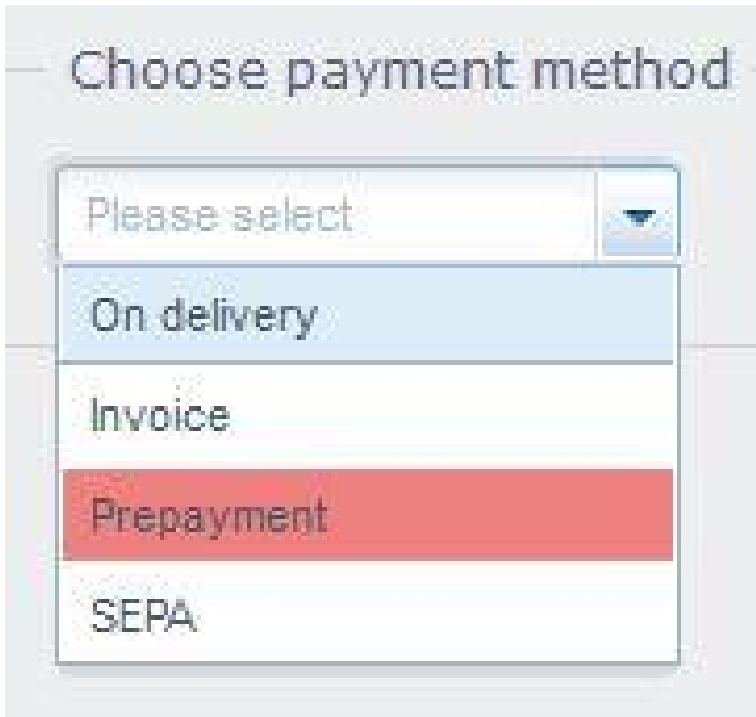 Choose payment method
Please select
On delivery
Invoice
Prepayment
SEPA